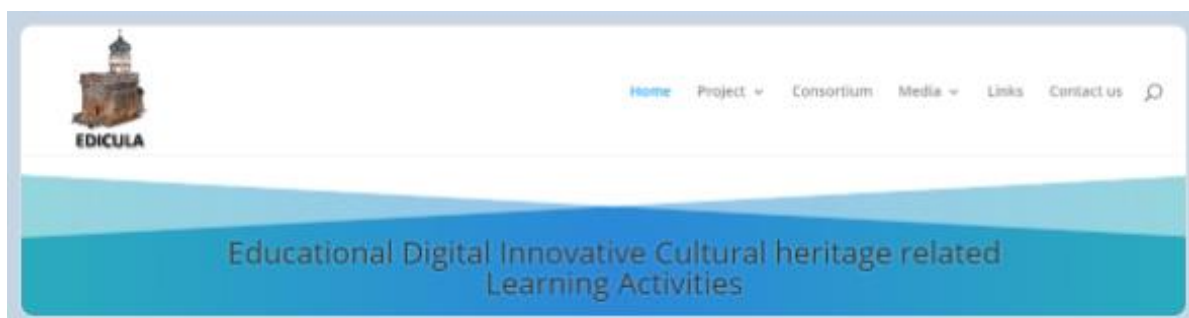 EDICULA
Home Project Consortium Media Links Contact us
Educational Digital Innovative Cultural heritage related
Learning Activities